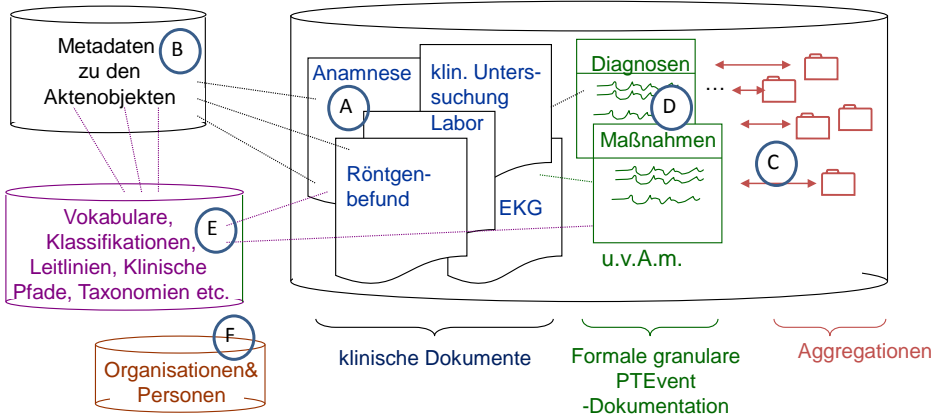 Metadaten
zu den
Aktenobjekten
B
Anamnese
A
klin. Unters-
suchung
Labor
Röntgen-
befund
EKG
Diagnosen
D
...
Maßnahmen
u.v.A.m.
C
Vokabulare,
Klassifikationen,
Leitlinien, Klinische
Pfade, Taxonomien etc.
E
F
Organisationen&
Personen
klinische Dokumente
Formale granulare
PTEvent
-Dokumentation
Aggregationen